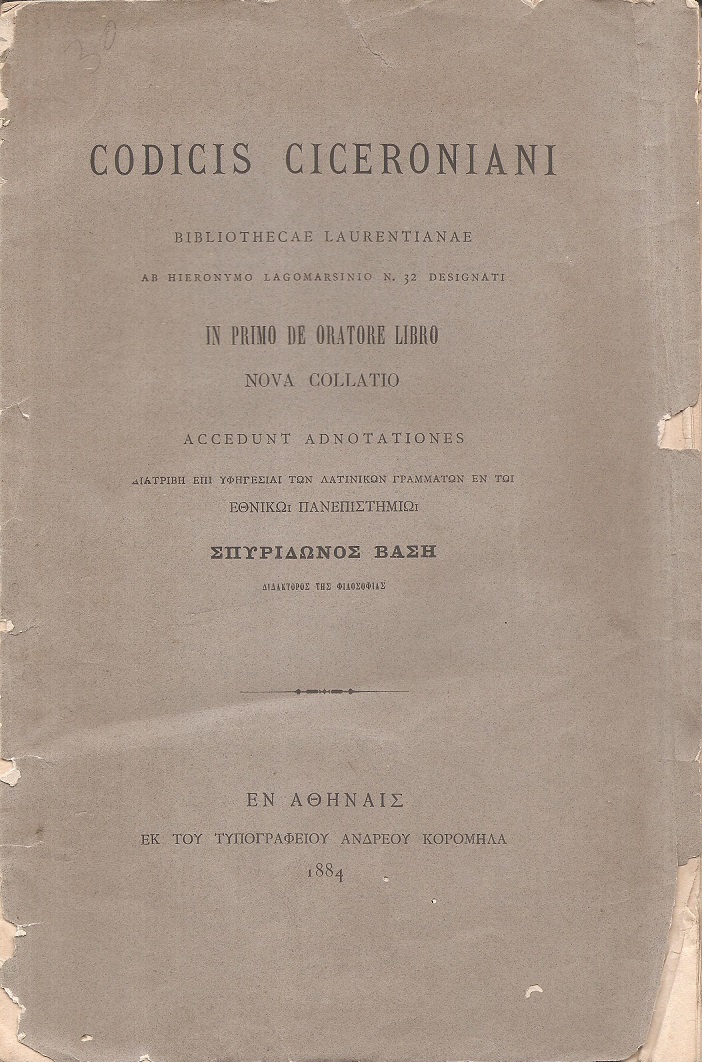 30
CODICIS CICERONIANI
BIBLIOTHECAE LAURENTIANAE
AB HIERONYMO LAGOMARSINIO N. 32 DESIGNATI
IN PRIMO DE ORATORE LIBRO
NOVA COLLATIO
ACCEDUNT ADNOTATIONES
ΔΙΑΤΡΙΒΗ ΕΠΙ ΥΦΗΓΕΣΙΑΙ ΤΩΝ ΛΑΤΙΝΙΚΩΝ ΓΡΑΜΜΑΤΩΝ ΕΝ ΤΩΙ
ΕΘΝΙΚΩι ΠΑΝΕΠΙΣΤΗΜΙΩι
ΣΠΥΡΙΔΩΝΟΣ ΒΑΣΗ
ΔΙΔΑΚΤΟΡΟΣ ΤΗΣ ΦΙΛΟΣΟΦΙΑΣ
ΕΝ ΑΘΗΝΑΙΣ
ΕΚ ΤΟΥ ΤΥΠΟΓΡΑΦΕΙΟΥ ΑΝΔΡΕΟΥ ΚΟΡΟΜΗΛΑ
1884